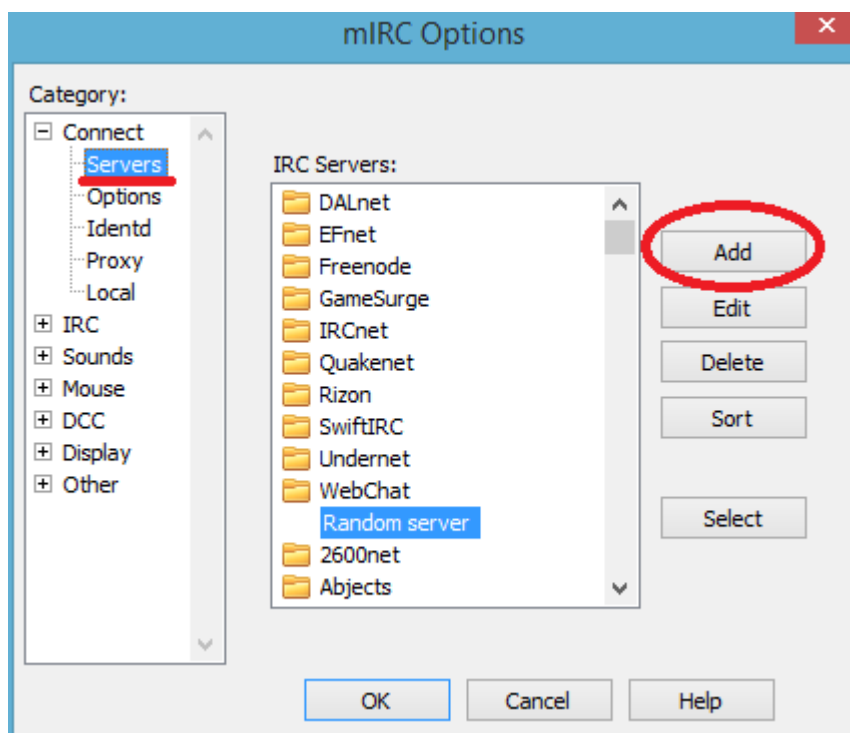 mIRC Options
Category:
Connect
Servers
Options
Identd
Proxy
Local
IRC
Sounds
Mouse
DCC
Display
Other
IRC Servers:
DALnet
EFnet
Freenode
GameSurge
IRCnet
Quakenet
Rizon
SwiftIRC
Undernet
WebChat
Random server
2600net
Abjects
Add
Edit
Delete
Sort
Select
OK
Cancel
Help